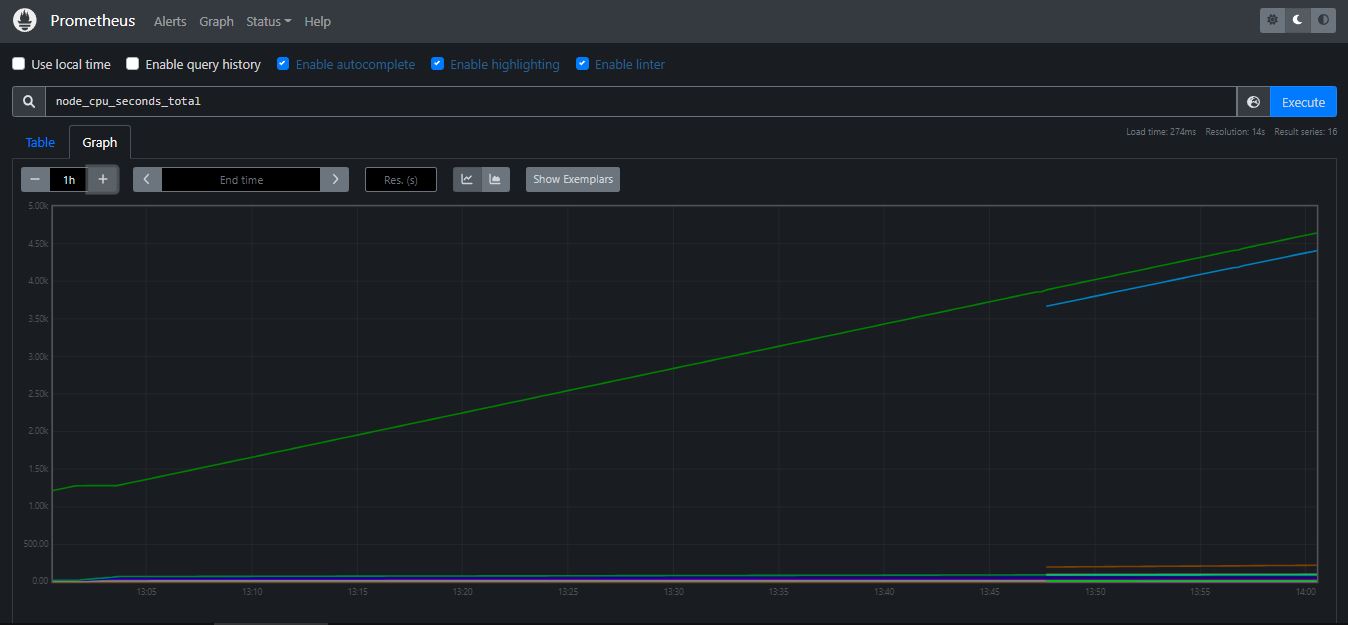 Prometheus Alerts Graph Status Help
Use local time Enable query history Enable autocomplete Enable highlighting Enable linter
node_cpu_seconds_total Execute
Load time: 274ms Resolution: 14s Result series: 16
Table Graph
− 1h + End time Res. (s) Show Exemplars
5.00k
4.50k
4.00k
3.50k
3.00k
2.50k
2.00k
1.50k
1.00k
500.00
0.00
13:05 13:10 13:15 13:20 13:25 13:30 13:35 13:40 13:45 13:50 13:55 14:00